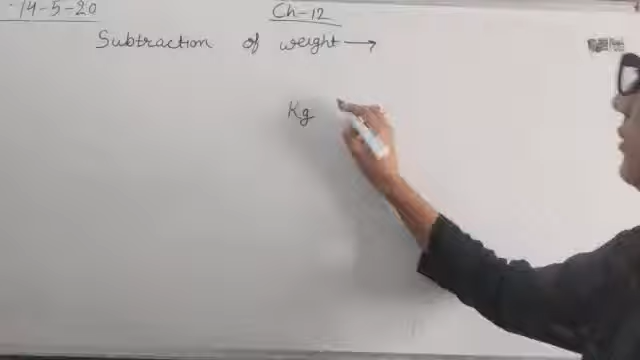 14-5-20
Ch-12
Subtraction of weight →
Kg